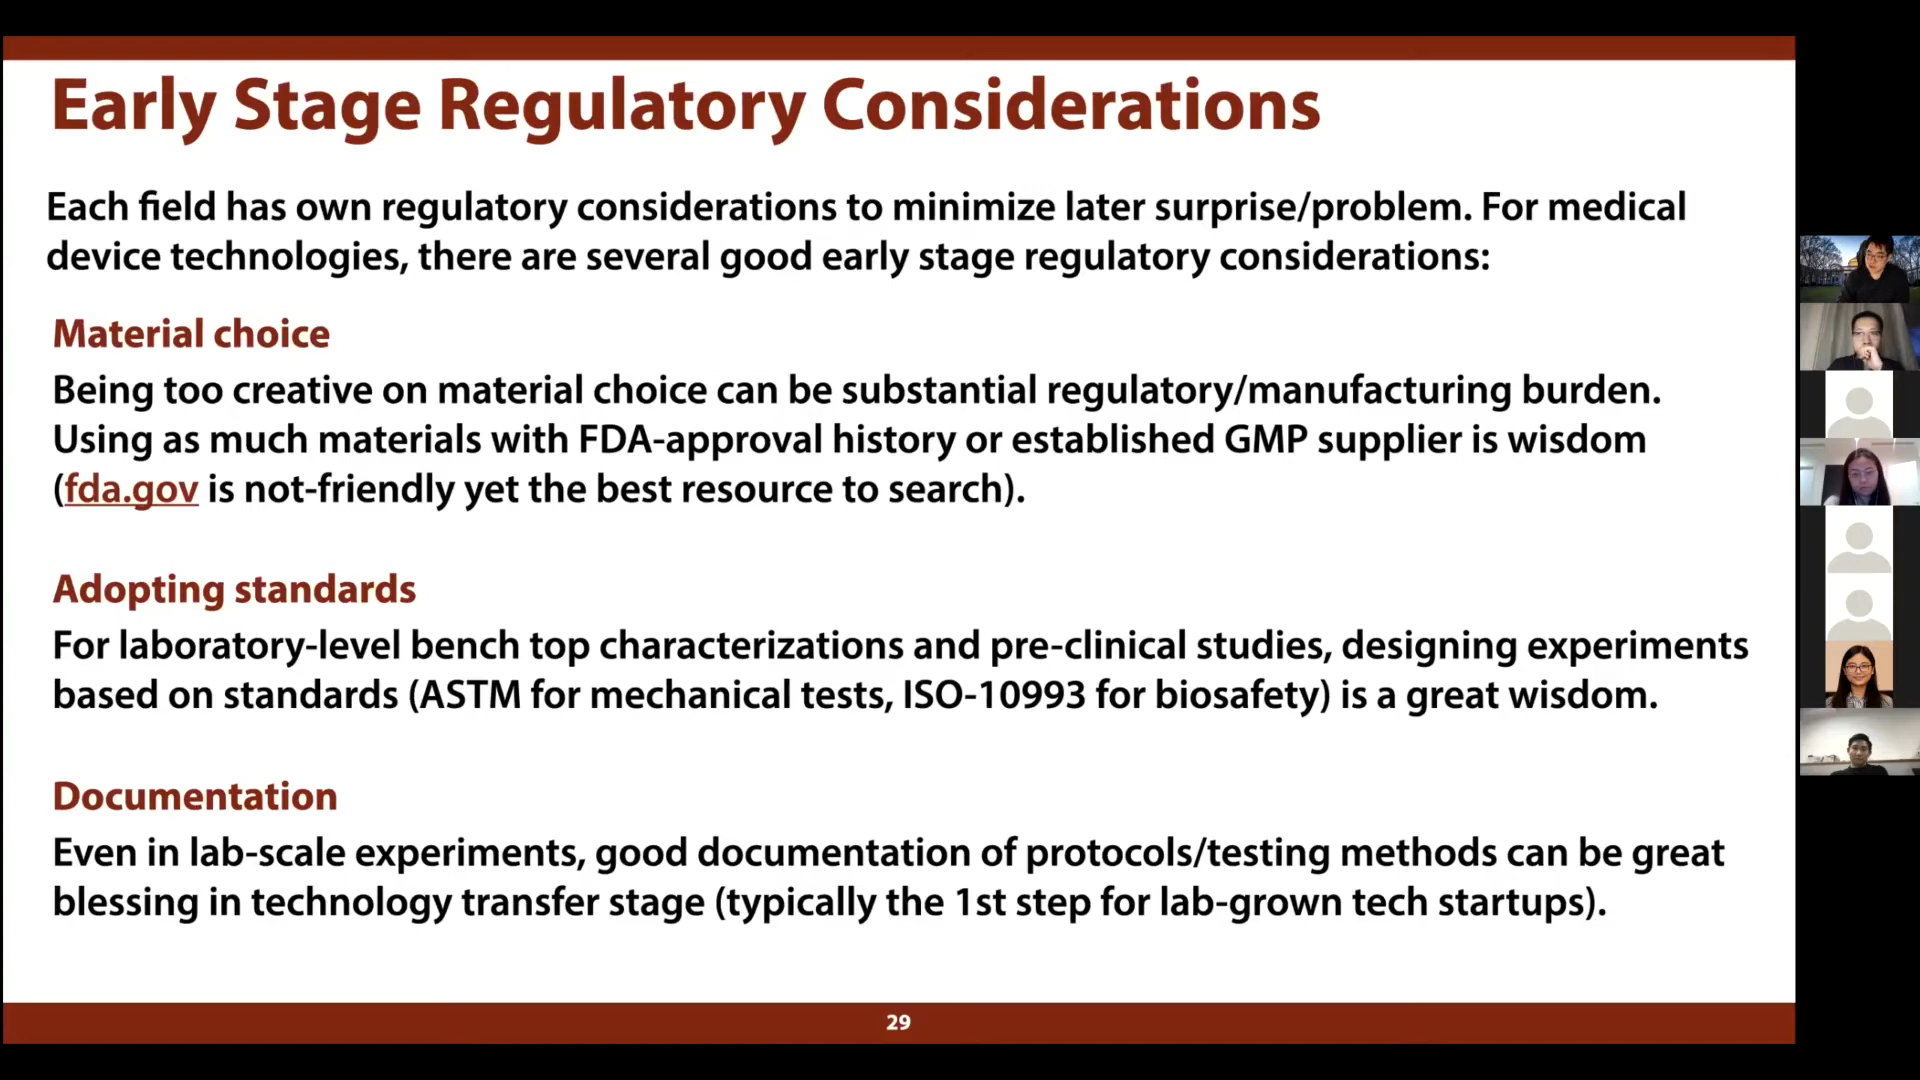 Early Stage Regulatory Considerations
Each field has own regulatory considerations to minimize later surprise/problem. For medical
device technologies, there are several good early stage regulatory considerations:
Material choice
Being too creative on material choice can be substantial regulatory/manufacturing burden.
Using as much materials with FDA-approval history or established GMP supplier is wisdom
(fda.gov is not-friendly yet the best resource to search).
Adopting standards
For laboratory-level bench top characterizations and pre-clinical studies, designing experiments
based on standards (ASTM for mechanical tests, ISO-10993 for biosafety) is a great wisdom.
Documentation
Even in lab-scale experiments, good documentation of protocols/testing methods can be great
blessing in technology transfer stage (typically the 1st step for lab-grown tech startups).
29